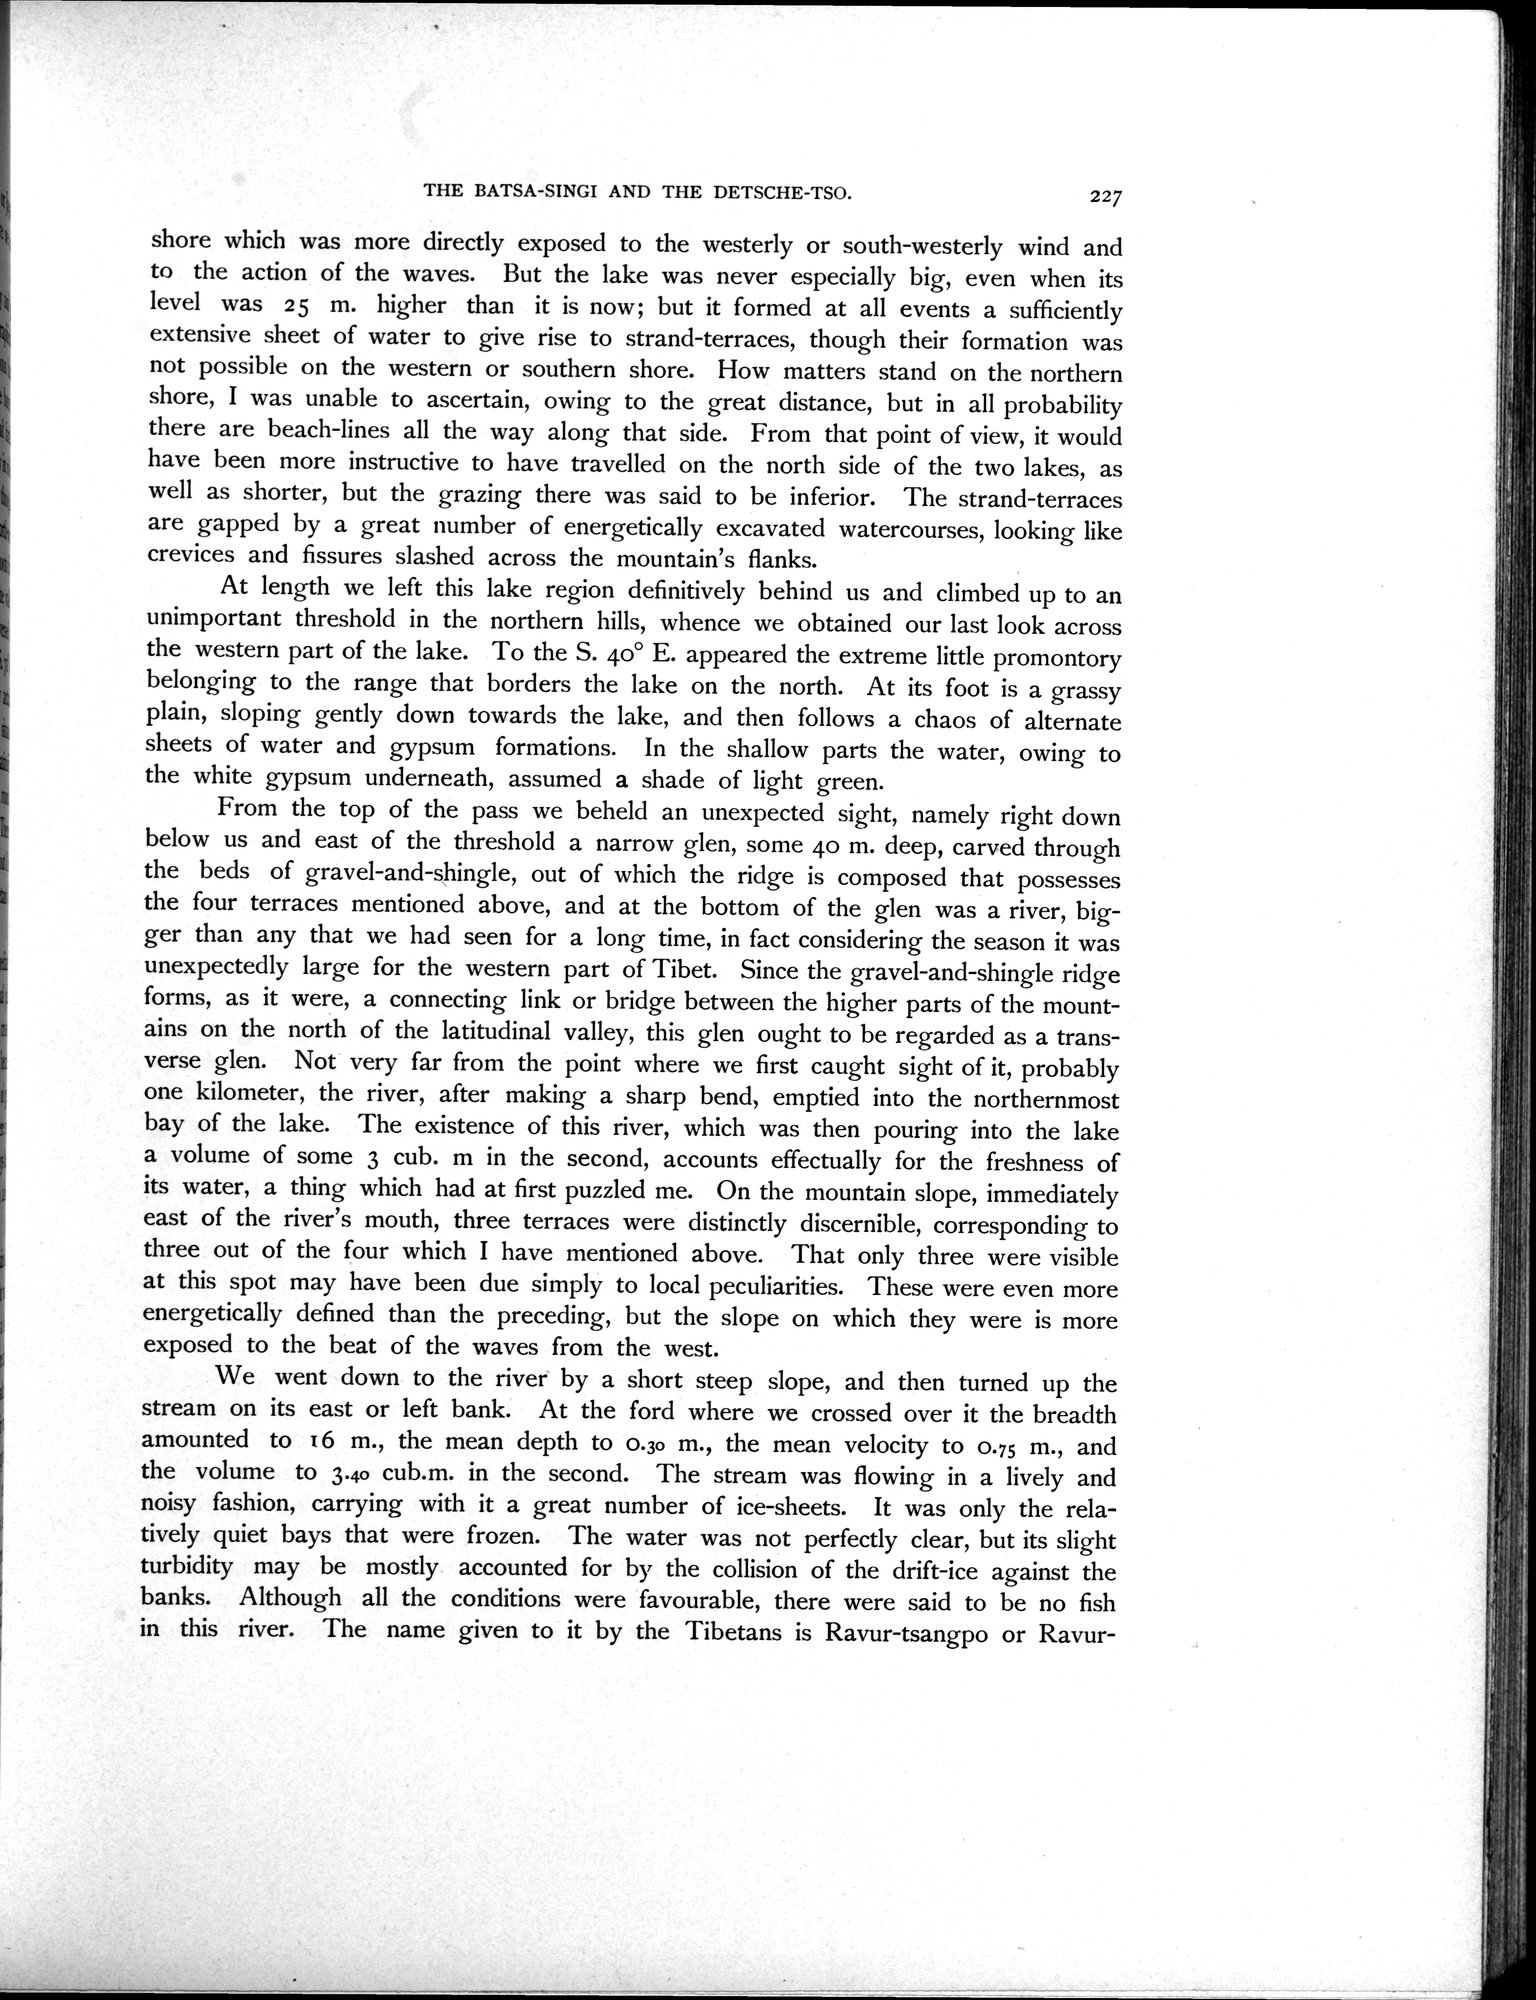 THE BATSA-SINGI AND THE DETSCHE-TSO. 227
shore which was more directly exposed to the westerly or south-westerly wind and
to the action of the waves. But the lake was never especially big, even when its
level was 25 m. higher than it is now; but it formed at all events a sufficiently
extensive sheet of water to give rise to strand-terraces, though their formation was
not possible on the western or southern shore. How matters stand on the northern
shore, I was unable to ascertain, owing to the great distance, but in all probability
there are beach-lines all the way along that side. From that point of view, it would
have been more instructive to have travelled on the north side of the two lakes, as
well as shorter, but the grazing there was said to be inferior. The strand-terraces
are gapped by a great number of energetically excavated watercourses, looking like
crevices and fissures slashed across the mountain's flanks.
At length we left this lake region definitively behind us and climbed up to an
unimportant threshold in the northern hills, whence we obtained our last look across
the western part of the lake. To the S. 40° E. appeared the extreme little promontory
belonging to the range that borders the lake on the north. At its foot is a grassy
plain, sloping gently down towards the lake, and then follows a chaos of alternate
sheets of water and gypsum formations. In the shallow parts the water, owing to
the white gypsum underneath, assumed a shade of light green.
From the top of the pass we beheld an unexpected sight, namely right down
below us and east of the threshold a narrow glen, some 40 m. deep, carved through
the beds of gravel-and-shingle, out of which the ridge is composed that possesses
the four terraces mentioned above, and at the bottom of the glen was a river, big-
ger than any that we had seen for a long time, in fact considering the season it was
unexpectedly large for the western part of Tibet. Since the gravel-and-shingle ridge
forms, as it were, a connecting link or bridge between the higher parts of the mount-
ains on the north of the latitudinal valley, this glen ought to be regarded as a trans-
verse glen. Not very far from the point where we first caught sight of it, probably
one kilometer, the river, after making a sharp bend, emptied into the northernmost
bay of the lake. The existence of this river, which was then pouring into the lake
a volume of some 3 cub. m in the second, accounts effectually for the freshness of
its water, a thing which had at first puzzled me. On the mountain slope, immediately
east of the river's mouth, three terraces were distinctly discernible, corresponding to
three out of the four which I have mentioned above. That only three were visible
at this spot may have been due simply to local peculiarities. These were even more
energetically defined than the preceding, but the slope on which they were is more
exposed to the beat of the waves from the west.
We went down to the river by a short steep slope, and then turned up the
stream on its east or left bank. At the ford where we crossed over it the breadth
amounted to 16 m., the mean depth to 0.30 m., the mean velocity to 0.75 m., and
the volume to 3.40 cub.m. in the second. The stream was flowing in a lively and
noisy fashion, carrying with it a great number of ice-sheets. It was only the rela-
tively quiet bays that were frozen. The water was not perfectly clear, but its slight
turbidity may be mostly accounted for by the collision of the drift-ice against the
banks. Although all the conditions were favourable, there were said to be no fish
in this river. The name given to it by the Tibetans is Ravur-tsangpo or Ravur-